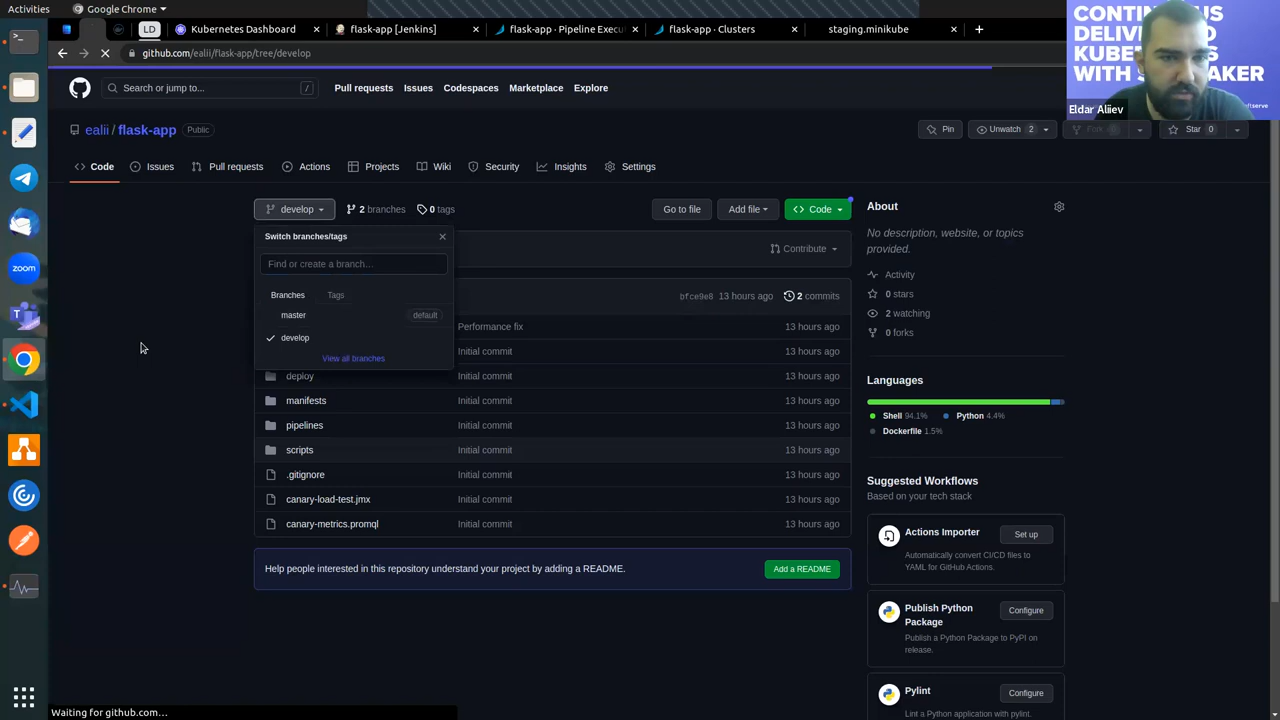 Activities
Google Chrome
LD
Kubernetes Dashboard
flask-app [Jenkins]
flask-app · Pipeline Execu
flask-app · Clusters
staging.minikube
github.com/ealii/flask-app/tree/develop
Search or jump to...
/
Pull requests
Issues
Codespaces
Marketplace
Explore
Eldar Aliiev
ealii / flask-app
Public
Pin
Unwatch 2
Fork
Star 0
Code
Issues
Pull requests
Actions
Projects
Wiki
Security
Insights
Settings
develop
2 branches
0 tags
Go to file
Add file
Code
Switch branches/tags
Find or create a branch...
Branches
Tags
master
default
develop
View all branches
Contribute
bfce9e8 13 hours ago
2 commits
Performance fix
13 hours ago
Initial commit
13 hours ago
deploy
Initial commit
13 hours ago
manifests
Initial commit
13 hours ago
pipelines
Initial commit
13 hours ago
scripts
Initial commit
13 hours ago
.gitignore
Initial commit
13 hours ago
canary-load-test.jmx
Initial commit
13 hours ago
canary-metrics.promql
Initial commit
13 hours ago
Help people interested in this repository understand your project by adding a README.
Add a README
About
No description, website, or topics
provided.
Activity
0 stars
2 watching
0 forks
Languages
Shell 94.1%
Python 4.4%
Dockerfile 1.5%
Suggested Workflows
Based on your tech stack
Actions Importer
Set up
Automatically convert CI/CD files to
YAML for GitHub Actions.
Publish Python
Package
Configure
Publish a Python Package to PyPI on
release.
Pylint
Configure
Lint a Python application with pylint.
zoom
Waiting for github.com...